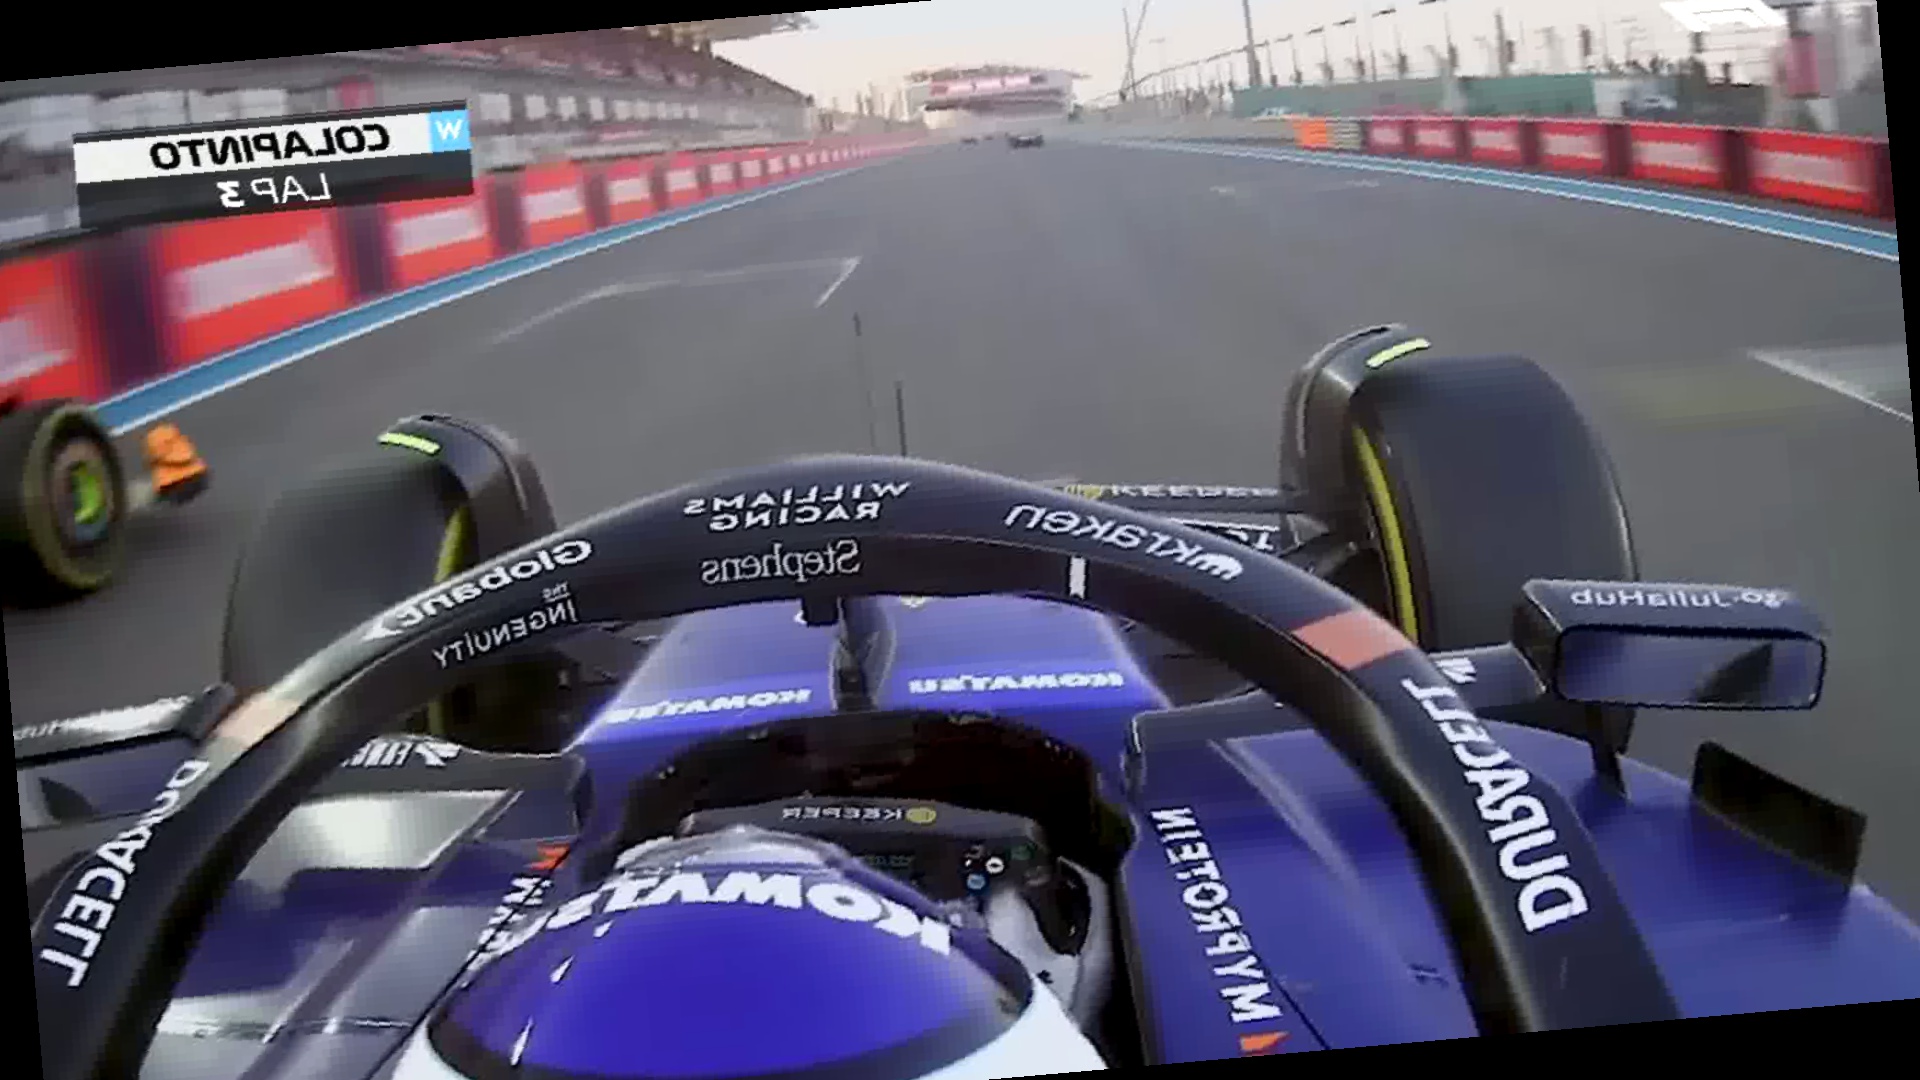 W COLAPINTO
LAP 3
WILLIAMS
RACING
Stephens
kraken
Globant
the
INGENUITY
go.JuliaHub
KOMATSU
KOMATSU
DURACELL
DURACELL
KEEPER
KOMATSU
MYPROTEIN